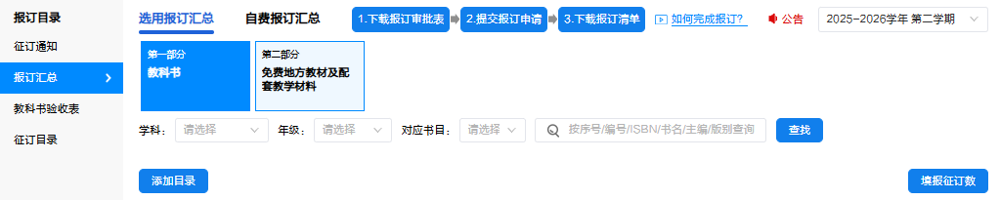 报订目录
征订通知
报订汇总
教科书验收表
征订目录
选用报订汇总
自费报订汇总
1.下载报订审批表
2.提交报订申请
3.下载报订清单
如何完成报订?
公告
2025-2026学年 第二学期
第一部分
教科书
第二部分
免费地方教材及配
套教学材料
学科： 请选择
年级： 请选择
对应书目： 请选择
按序号/编号/ISBN/书名/主编/版别查询
查找
添加目录
填报征订数